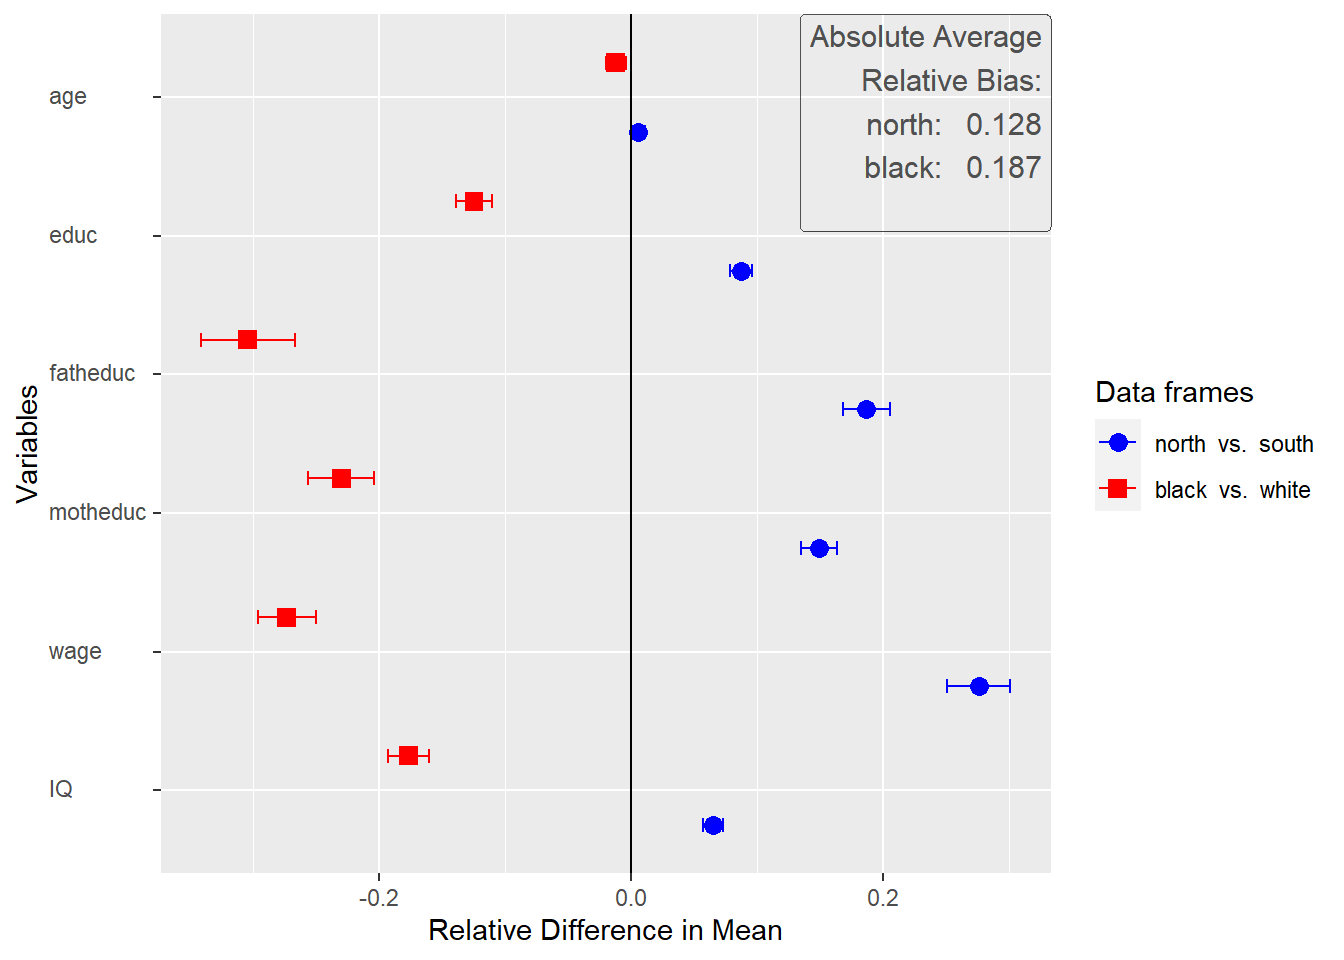 Absolute Average
Relative Bias:
north: 0.128
black: 0.187
age
educ
fatheduc
motheduc
wage
IQ
Variables
-0.2 0.0 0.2
Relative Difference in Mean
Data frames
north vs. south
black vs. white